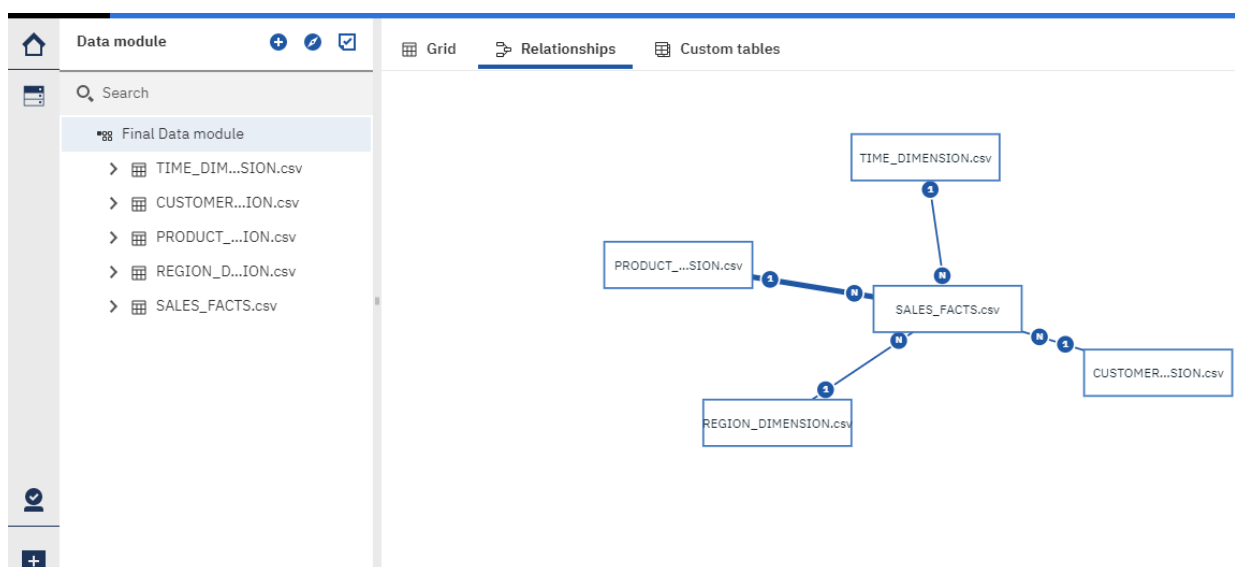 Data module
Grid
Relationships
Custom tables
Search
Final Data module
TIME_DIM...SION.csv
CUSTOMER...ION.csv
PRODUCT_...ION.csv
REGION_D...ION.csv
SALES_FACTS.csv
TIME_DIMENSION.csv
1
N
PRODUCT_...SION.csv
1
N
SALES_FACTS.csv
N
1
CUSTOMER...SION.csv
N
1
REGION_DIMENSION.csv